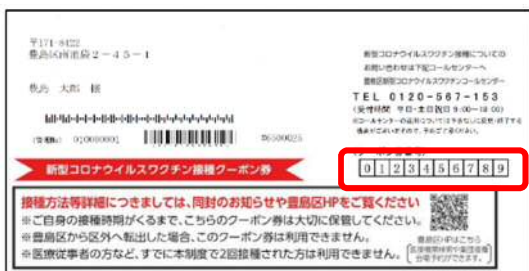 〒171-8422
豊島区南池袋2-45-1
豊島 太郎 様
01000001
新型コロナウイルスワクチン接種についての
お問い合わせは下記コールセンターへ
豊島区新型コロナワクチンコールセンター
TEL 0120-567-153
(受付時間 平日・土日祝日 9:00~18:00)
0123456789
新型コロナウイルスワクチン接種クーポン券
接種方法等詳細につきましては、同封のお知らせや豊島区HPをご覧ください
※ご自身の接種時期がくるまで、こちらのクーポン券は大切に保管してください。
※豊島区から区外へ転出した場合、このクーポン券は利用できません。
※医療従事者の方など、すでに本制度で2回接種された方は利用できません。
豊島区HPはこちら